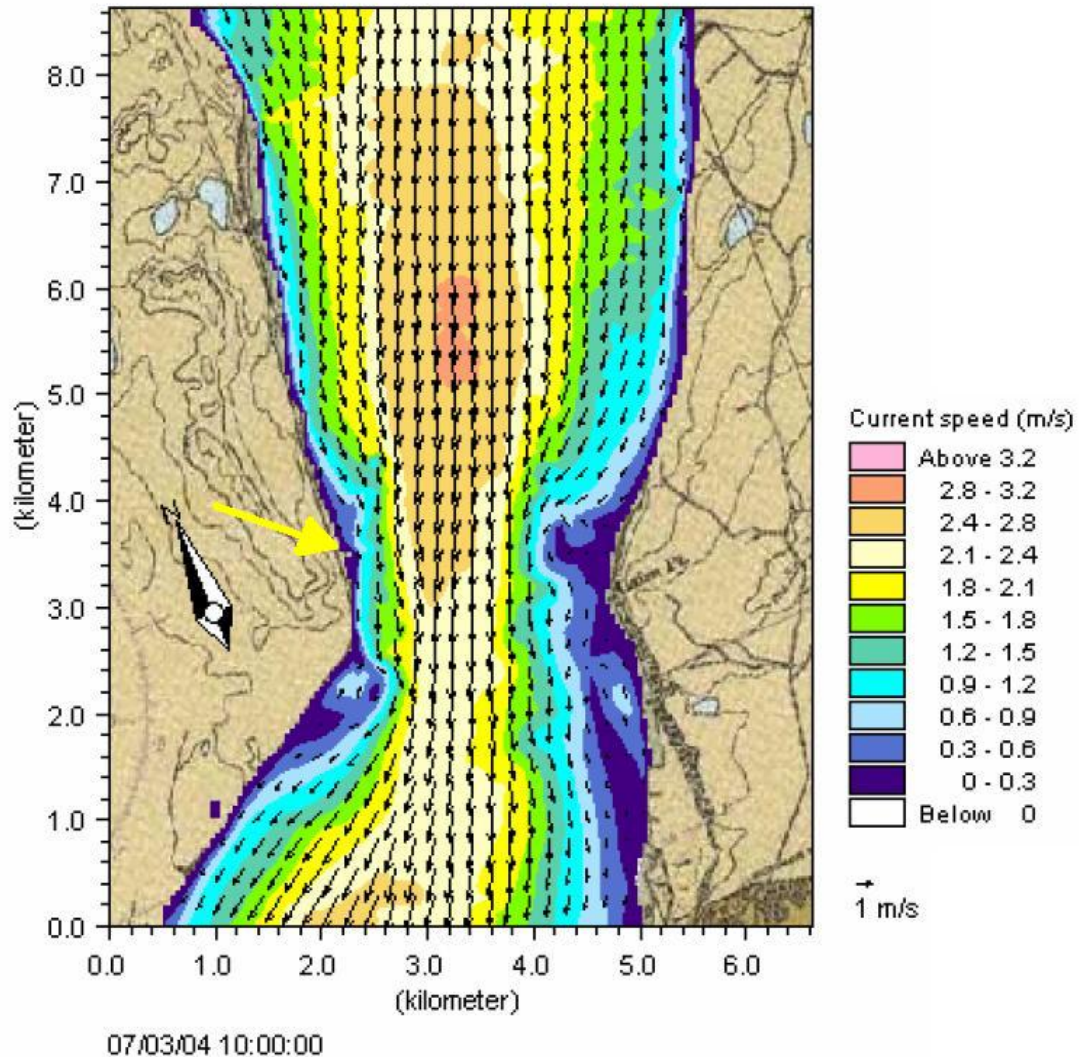 8.0
7.0
6.0
5.0
4.0
3.0
2.0
1.0
0.0
(kilometer)
N
0.0 1.0 2.0 3.0 4.0 5.0 6.0
(kilometer)
07/03/04 10:00:00
Current speed (m/s)
Above 3.2
2.8 - 3.2
2.4 - 2.8
2.1 - 2.4
1.8 - 2.1
1.5 - 1.8
1.2 - 1.5
0.9 - 1.2
0.6 - 0.9
0.3 - 0.6
0 - 0.3
Below 0
1 m/s